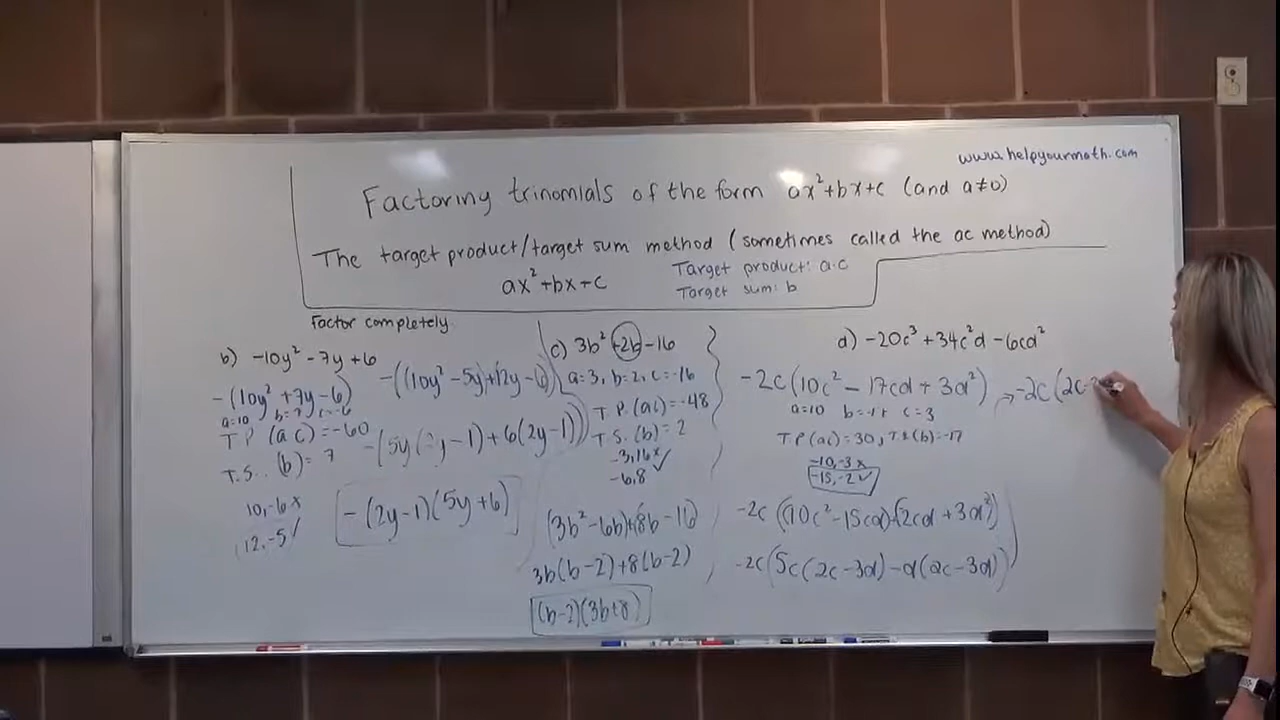 www.helpyourmath.com
Factoring trinomials of the form ax²+bx+c (and a≠0)
The target product/target sum method (sometimes called the ac method)
ax²+bx+c
Target product: a·c
Target sum: b
Factor completely
b) -10y² - 7y + 6
-(10y² + 7y - 6)
a=10 b=7 c=-6
T.P (ac) = -60
T.S. (b) = 7
10, -6 x
12, -5 ✓
-((10y² - 5y)+(12y - 6))
-(5y(2y - 1) + 6(2y - 1))
-(2y - 1)(5y + 6)
c) 3b² + 2b - 16
a=3, b=2, c=-16
T.P. (ac) = -48
T.S. (b) = 2
-3, 16 x
-6, 8 ✓
(3b² - 6b)+(8b - 16)
3b(b - 2) + 8(b - 2)
(b - 2)(3b + 8)
d) -20c³ + 34c²d - 6cd²
-2c(10c² - 17cd + 3d²)
a=10 b=-17 c=3
T.P (ac) = 30, T.S (b) = -17
-10, -3 x
-15, -2 ✓
-2c((10c² - 15cd)-(2cd + 3d²))
-2c(5c(2c - 3d) - d(2c - 3d))
→ -2c(2c-3